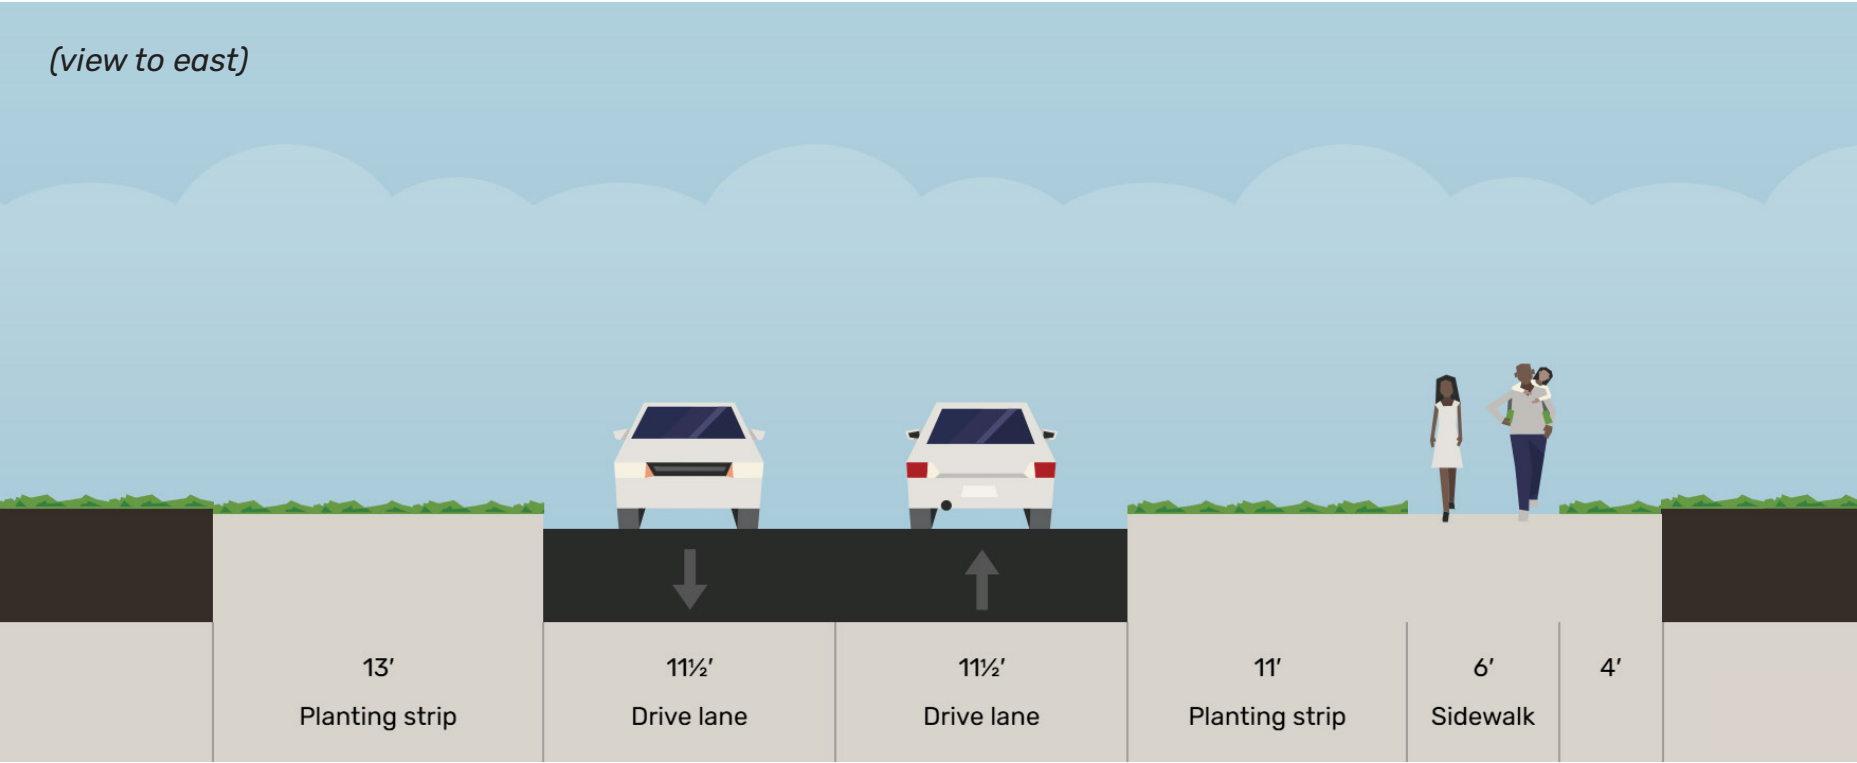 (view to east)
13′ 11½′ 11½′ 11′ 6′ 4′
Planting strip Drive lane Drive lane Planting strip Sidewalk